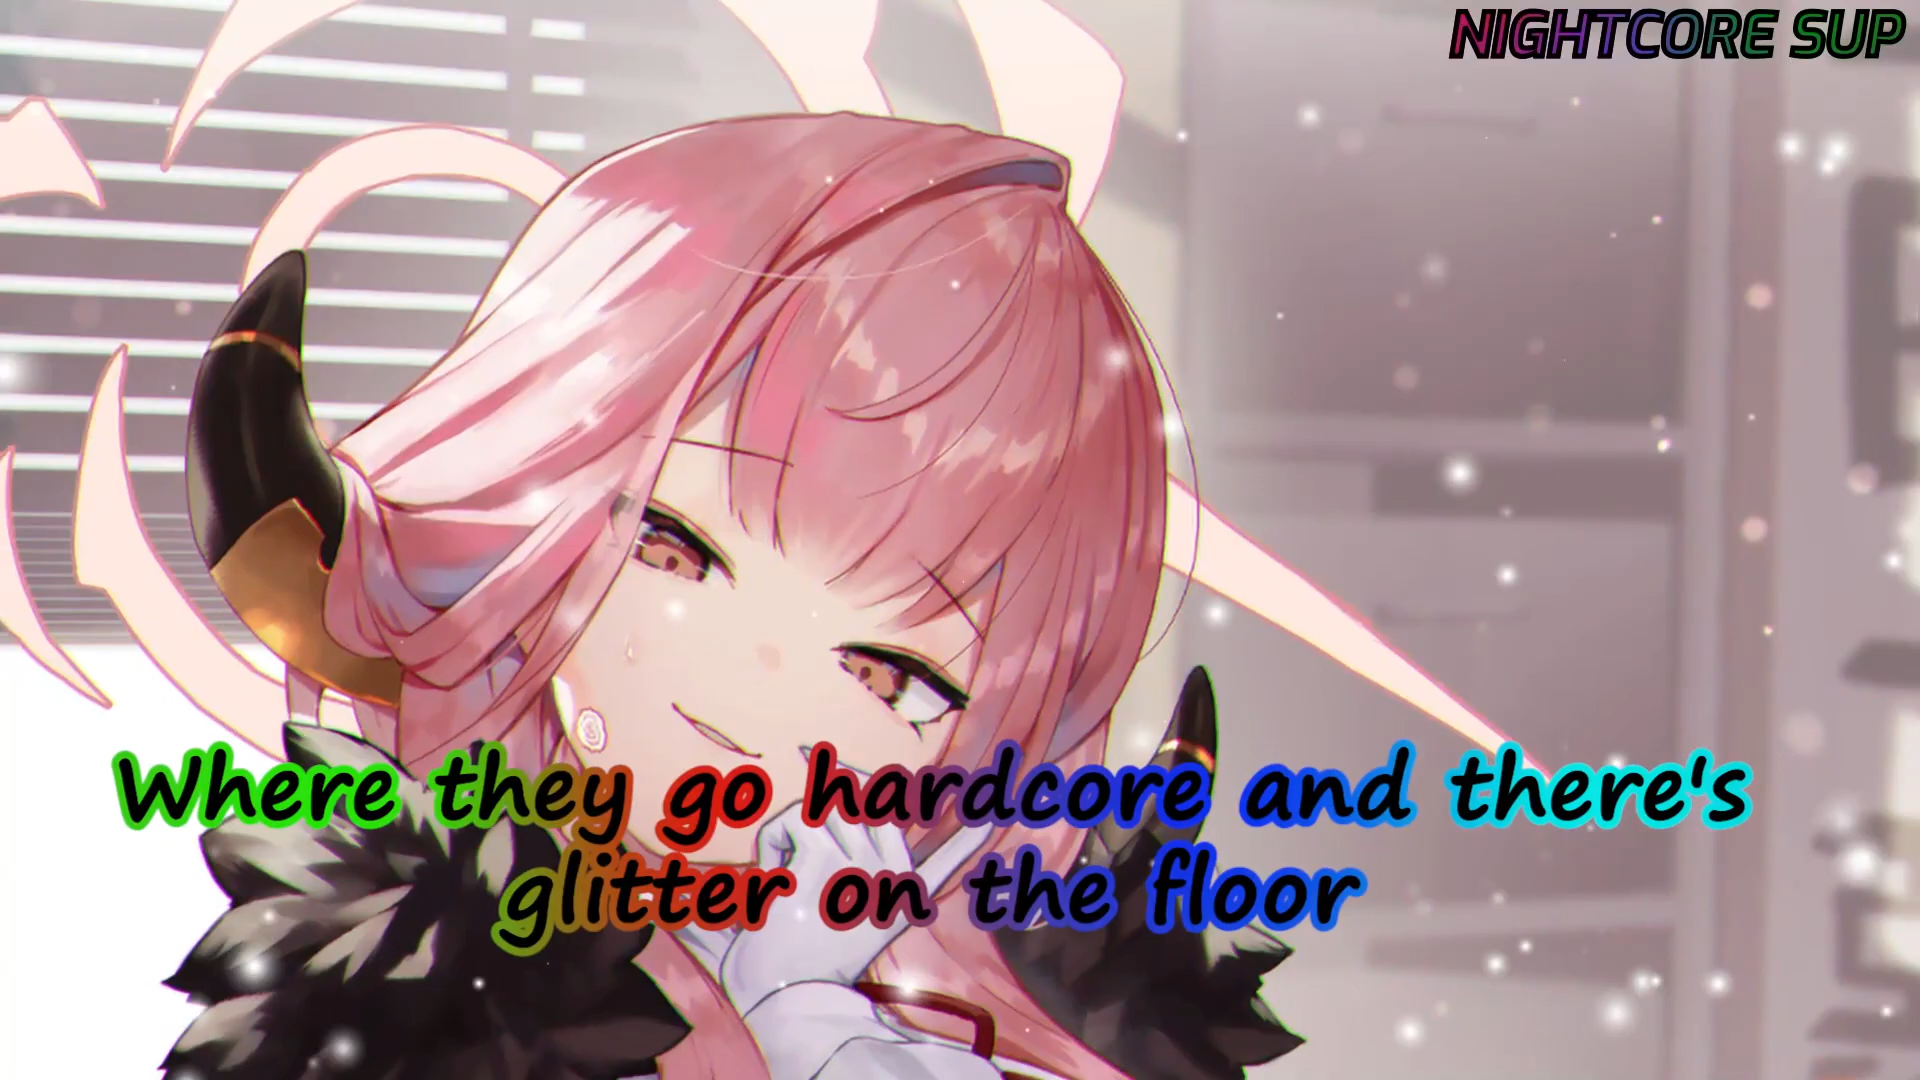 NIGHTCORE SUP
Where they go hardcore and there's
glitter on the floor